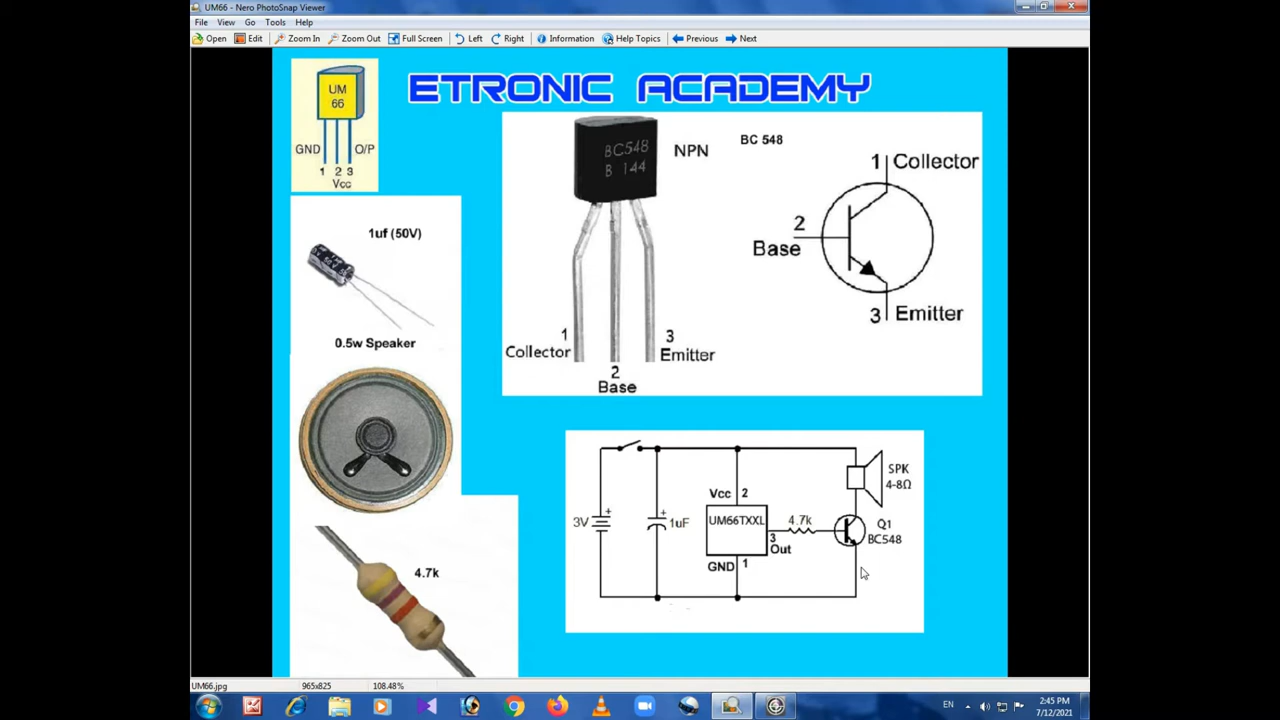 UM66 - Nero PhotoSnap Viewer
File View Go Tools Help
Open Edit Zoom In Zoom Out Full Screen Left Right Information Help Topics Previous Next
ETRONIC ACADEMY
UM
66
GND O/P
1 2 3
Vcc
BC548
B 144
NPN
BC 548
1 Collector
2
Base
3 Emitter
1
Collector
2
Base
3
Emitter
1uf (50V)
0.5w Speaker
4.7k
3V
+
+
1uF
Vcc 2
UM66TXXL
3
Out
GND 1
4.7k
SPK
4-8Ω
Q1
BC548
UM66.jpg 965x825 108.48%
EN
2:45 PM
7/12/2021